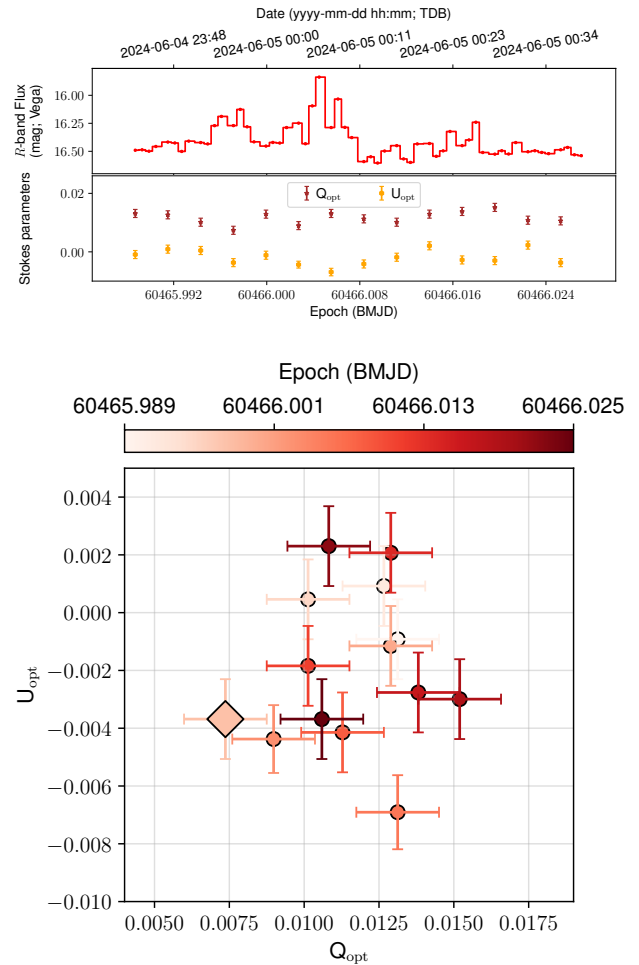 Date (yyyy-mm-dd hh:mm; TDB)
2024-06-04 23:48 2024-06-05 00:00 2024-06-05 00:11 2024-06-05 00:23 2024-06-05 00:34
R-band Flux
(mag; Vega)
16.00
16.25
16.50
Stokes parameters
0.02
0.00
Qopt Uopt
60465.992 60466.000 60466.008 60466.016 60466.024
Epoch (BMJD)
Epoch (BMJD)
60465.989 60466.001 60466.013 60466.025
Uopt
0.004
0.002
0.000
−0.002
−0.004
−0.006
−0.008
−0.010
0.0050 0.0075 0.0100 0.0125 0.0150 0.0175
Qopt